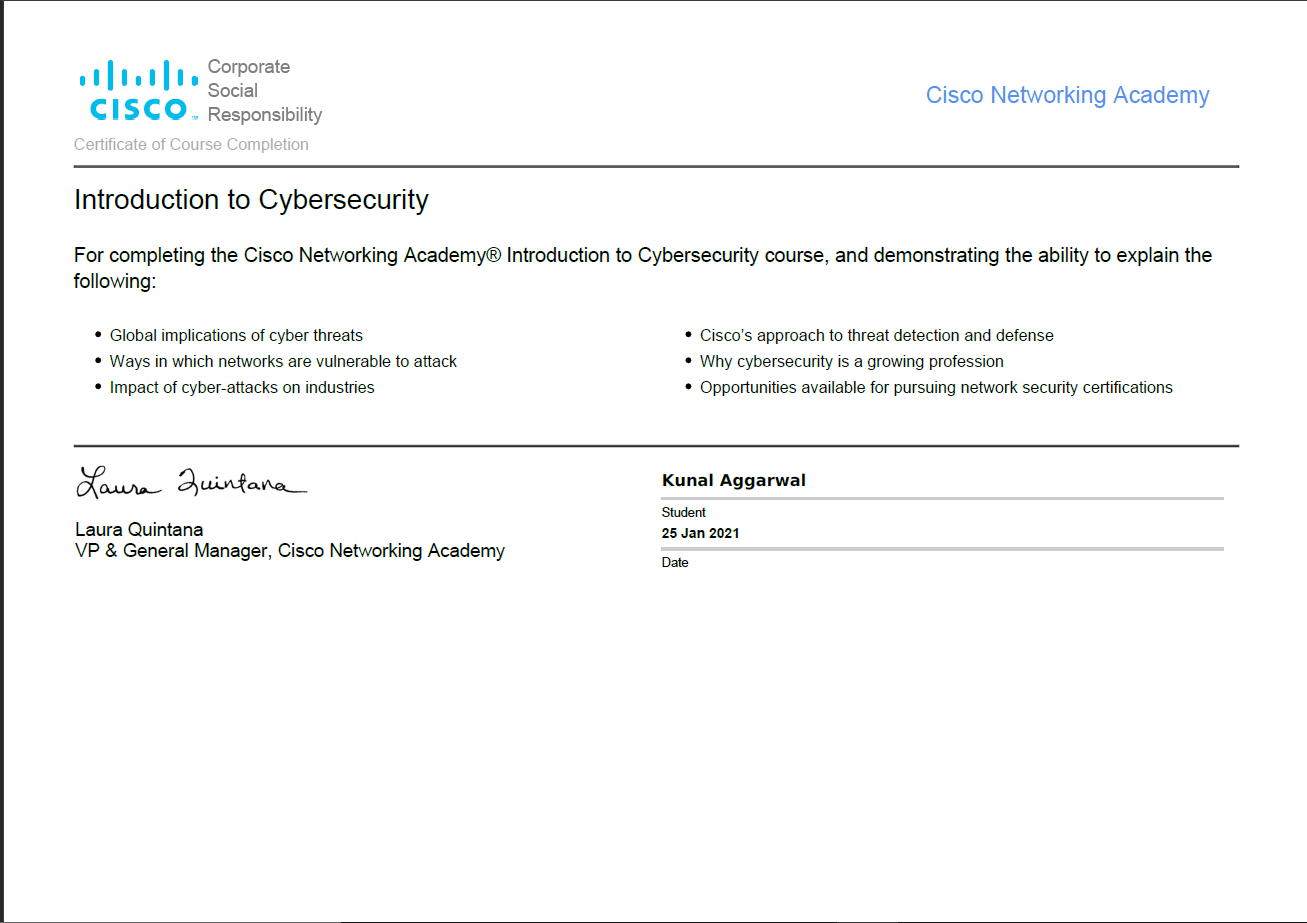 Corporate
Social
Responsibility
CISCO™
Cisco Networking Academy
Certificate of Course Completion
Introduction to Cybersecurity
For completing the Cisco Networking Academy® Introduction to Cybersecurity course, and demonstrating the ability to explain the
following:
• Global implications of cyber threats
• Ways in which networks are vulnerable to attack
• Impact of cyber-attacks on industries
• Cisco’s approach to threat detection and defense
• Why cybersecurity is a growing profession
• Opportunities available for pursuing network security certifications
Laura Quintana
Laura Quintana
VP & General Manager, Cisco Networking Academy
Kunal Aggarwal
Student
25 Jan 2021
Date